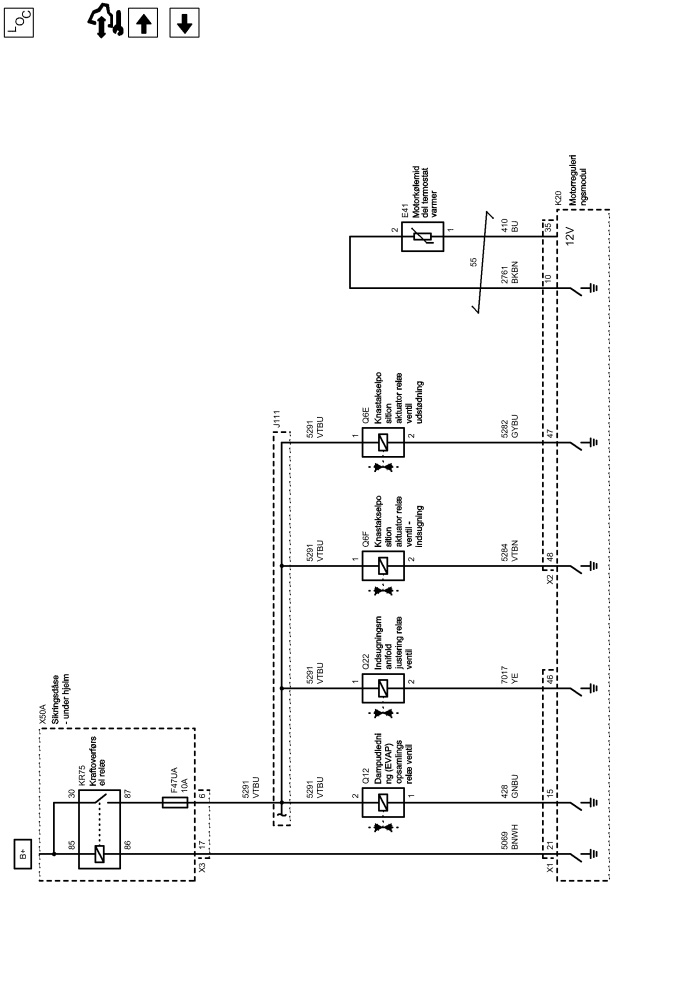 LOC
B+
X50A
Sikringsdåse
- under hjelm
KR75
Kraftoverførs
el relæ
30
87
85
86
F47UA
10A
6
17
X3
5291
VTBU
J111
5291
VTBU
5291
VTBU
5291
VTBU
5291
VTBU
2
Q12
Dampudledni
ng (EVAP)
opsamlings
relæ ventil
1
1
Q22
Indsugningsm
anifold
justering relæ
ventil
2
1
Q6F
Knastakselpo
sition
aktuator relæ
ventil -
indsugning
2
1
Q6E
Knastakselpo
sition
aktuator relæ
ventil
udstødning
2
2
E41
Motorkølemid
del termostat
varmer
1
55
5069
BNWH
428
GNBU
7017
YE
5284
VTBN
5282
GYBU
2761
BKBN
410
BU
X1
21
15
46
X2
48
47
10
35
12V
K20
Motorreguleri
ngsmodul